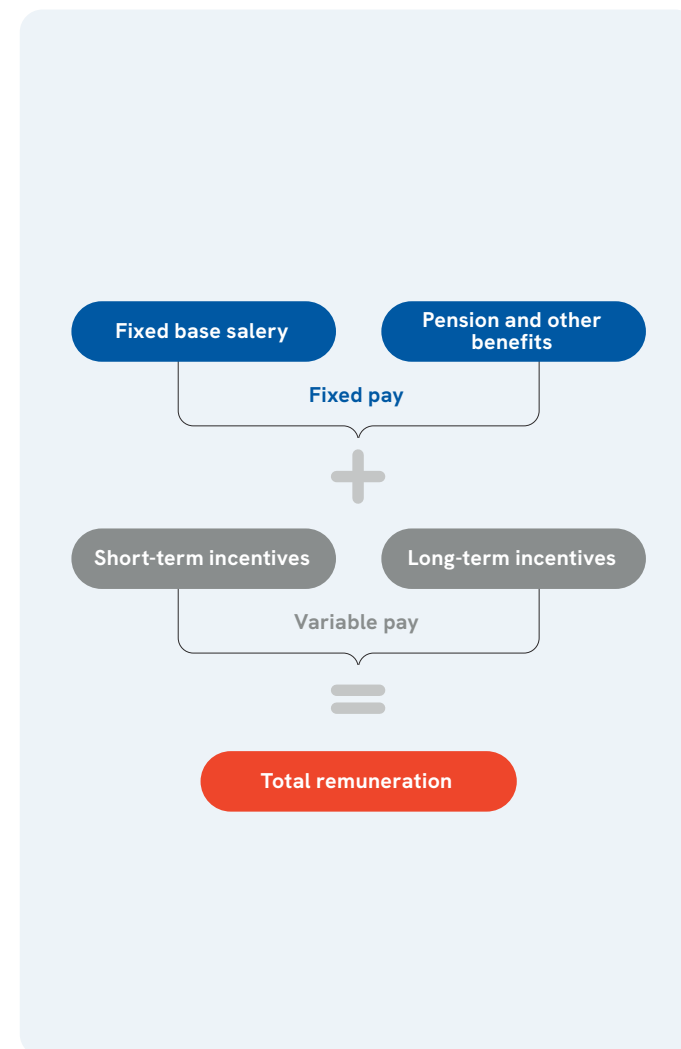 Fixed base salery
Pension and other
benefits
Fixed pay
Short-term incentives
Long-term incentives
Variable pay
Total remuneration